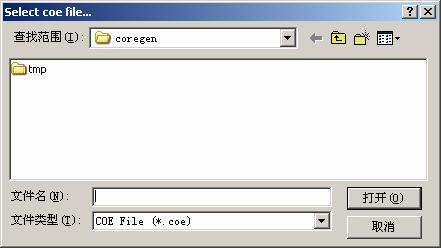 Select coe file...
查找范围(I):
coregen
tmp
文件名(N):
打开(O)
文件类型(T):
COE File (*.coe)
取消